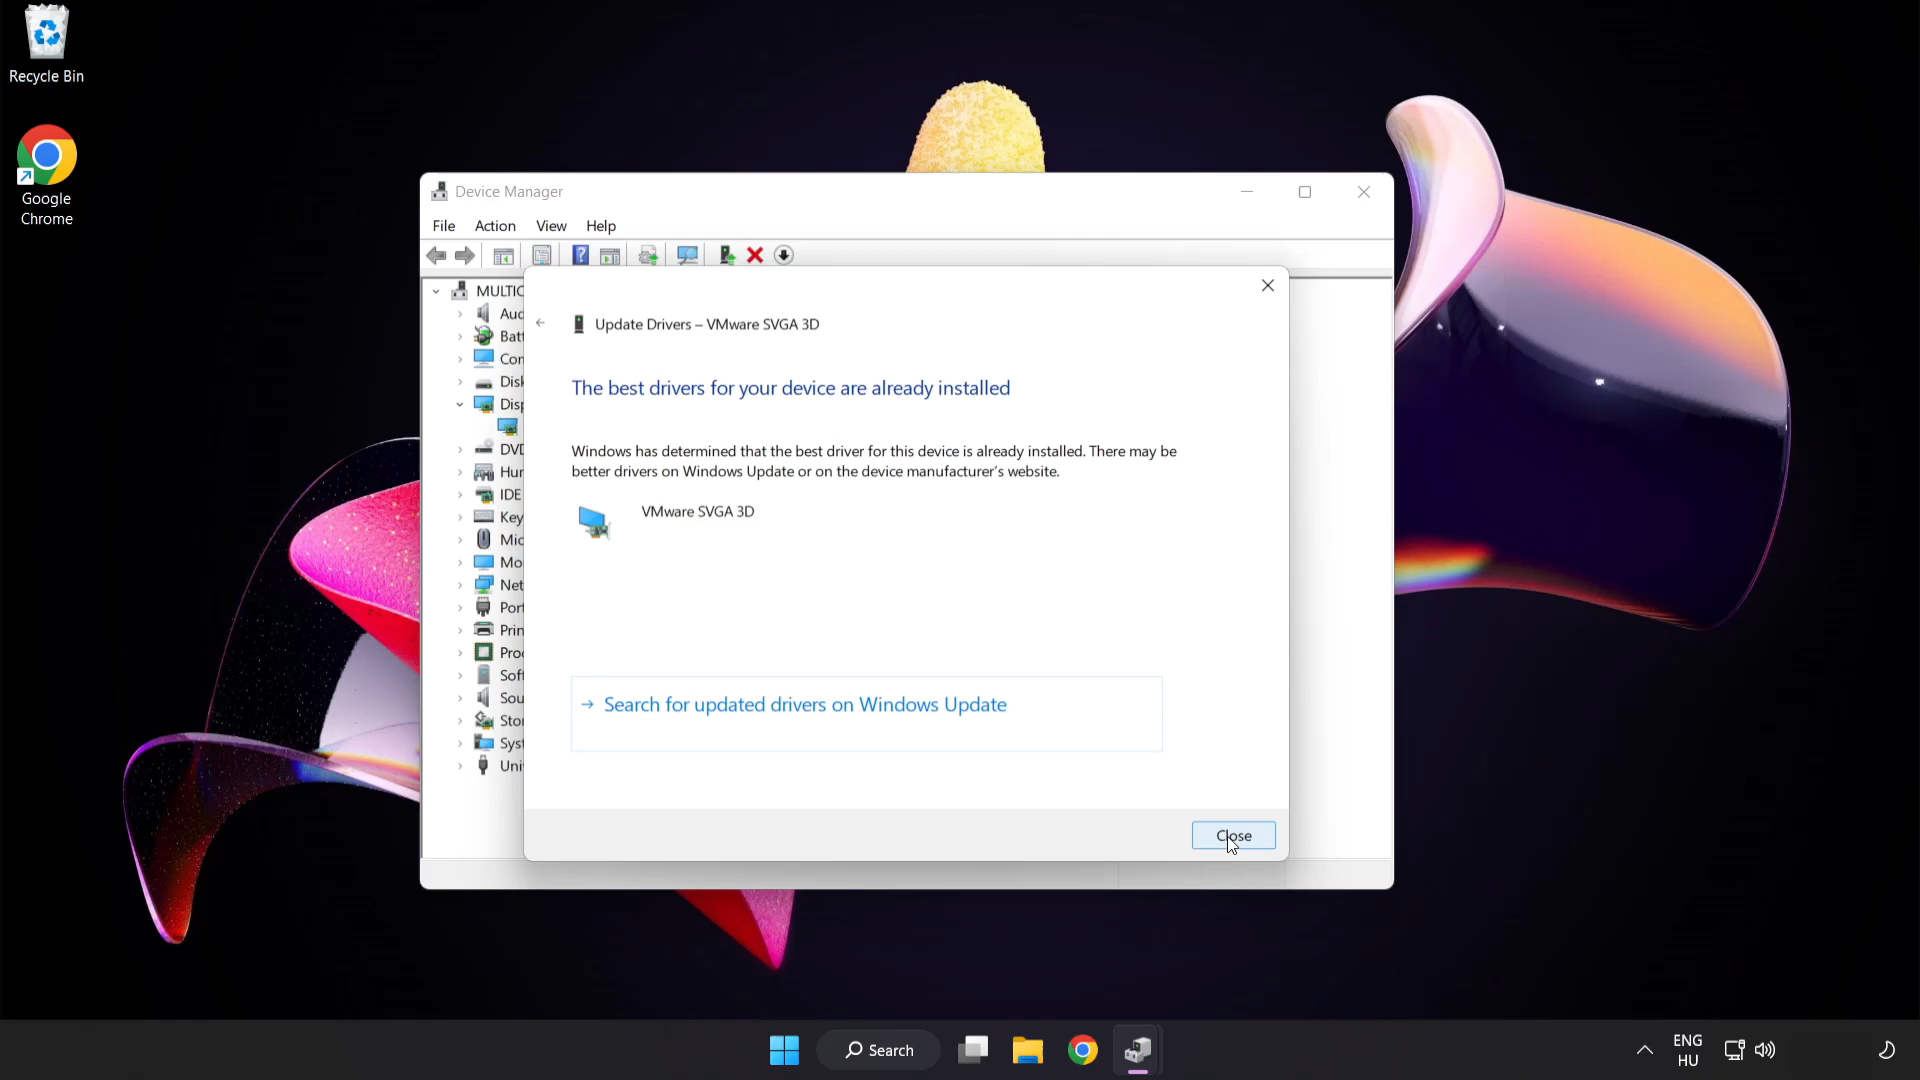 Recycle Bin
Google
Chrome
Device Manager
File Action View Help
MULTIC
Aud
Batt
Com
Disk
Disp
DVD
Hum
IDE
Key
Mic
Mo
Net
Port
Prin
Proc
Soft
Sou
Stor
Syst
Uni
Update Drivers – VMware SVGA 3D
The best drivers for your device are already installed
Windows has determined that the best driver for this device is already installed. There may be
better drivers on Windows Update or on the device manufacturer's website.
VMware SVGA 3D
Search for updated drivers on Windows Update
Close
Search
ENG
HU